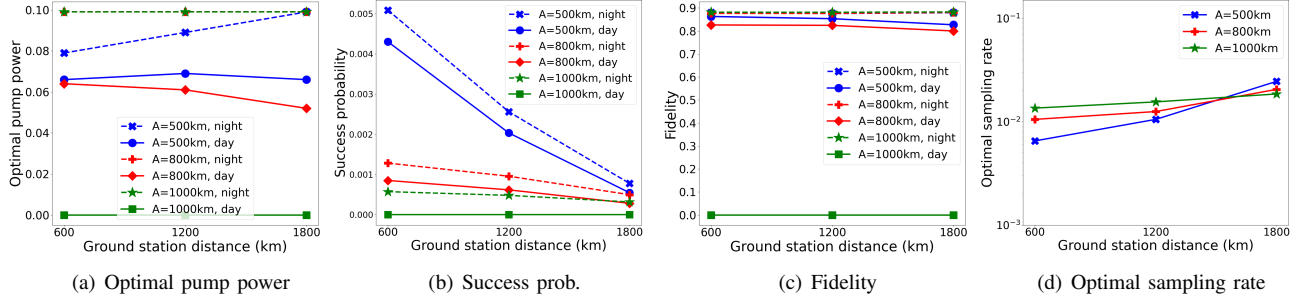 Optimal pump power
0.10
0.08
0.06
0.04
0.02
0.00
A=500km, night
A=500km, day
A=800km, night
A=800km, day
A=1000km, night
A=1000km, day
600
1200
1800
Ground station distance (km)
(a) Optimal pump power
Success probability
0.005
0.004
0.003
0.002
0.001
0.000
A=500km, night
A=500km, day
A=800km, night
A=800km, day
A=1000km, night
A=1000km, day
600
1200
1800
Ground station distance (km)
(b) Success prob.
Fidelity
0.9
0.8
0.7
0.6
0.5
0.4
0.3
0.2
0.1
0.0
A=500km, night
A=500km, day
A=800km, night
A=800km, day
A=1000km, night
A=1000km, day
600
1200
1800
Ground station distance (km)
(c) Fidelity
Optimal sampling rate
10⁻¹
10⁻²
10⁻³
A=500km
A=800km
A=1000km
600
1200
1800
Ground station distance (km)
(d) Optimal sampling rate